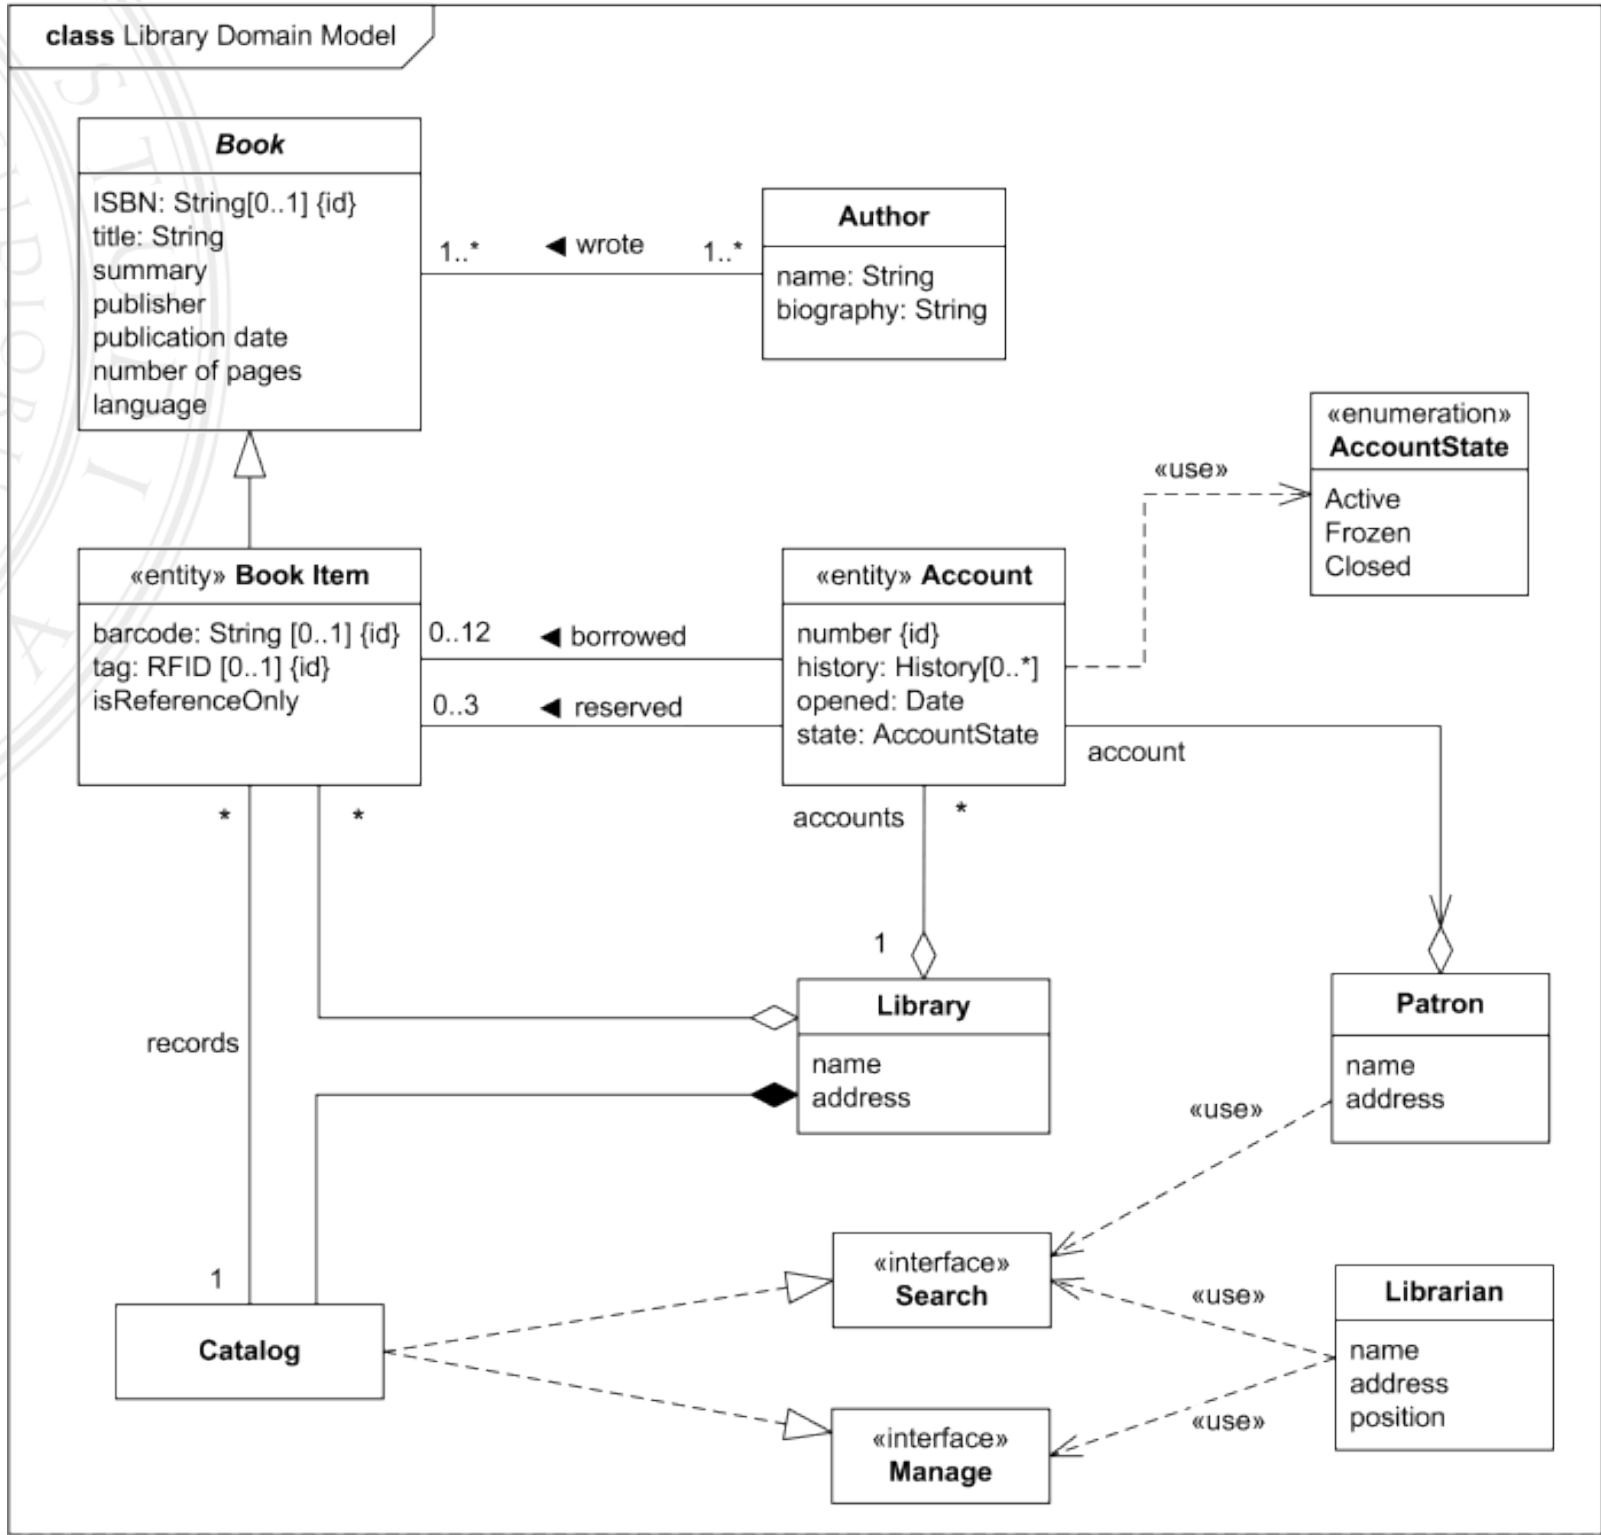 class Library Domain Model
Book
ISBN: String[0..1] {id}
title: String
summary
publisher
publication date
number of pages
language
1..*
◄ wrote
1..*
Author
name: String
biography: String
«enumeration»
AccountState
Active
Frozen
Closed
«use»
«entity» Book Item
barcode: String [0..1] {id}
tag: RFID [0..1] {id}
isReferenceOnly
0..12
◄ borrowed
0..3
◄ reserved
«entity» Account
number {id}
history: History[0..*]
opened: Date
state: AccountState
account
*
*
accounts
*
1
Library
name
address
records
Patron
name
address
«use»
1
Catalog
«interface»
Search
«use»
Librarian
name
address
position
«use»
«interface»
Manage